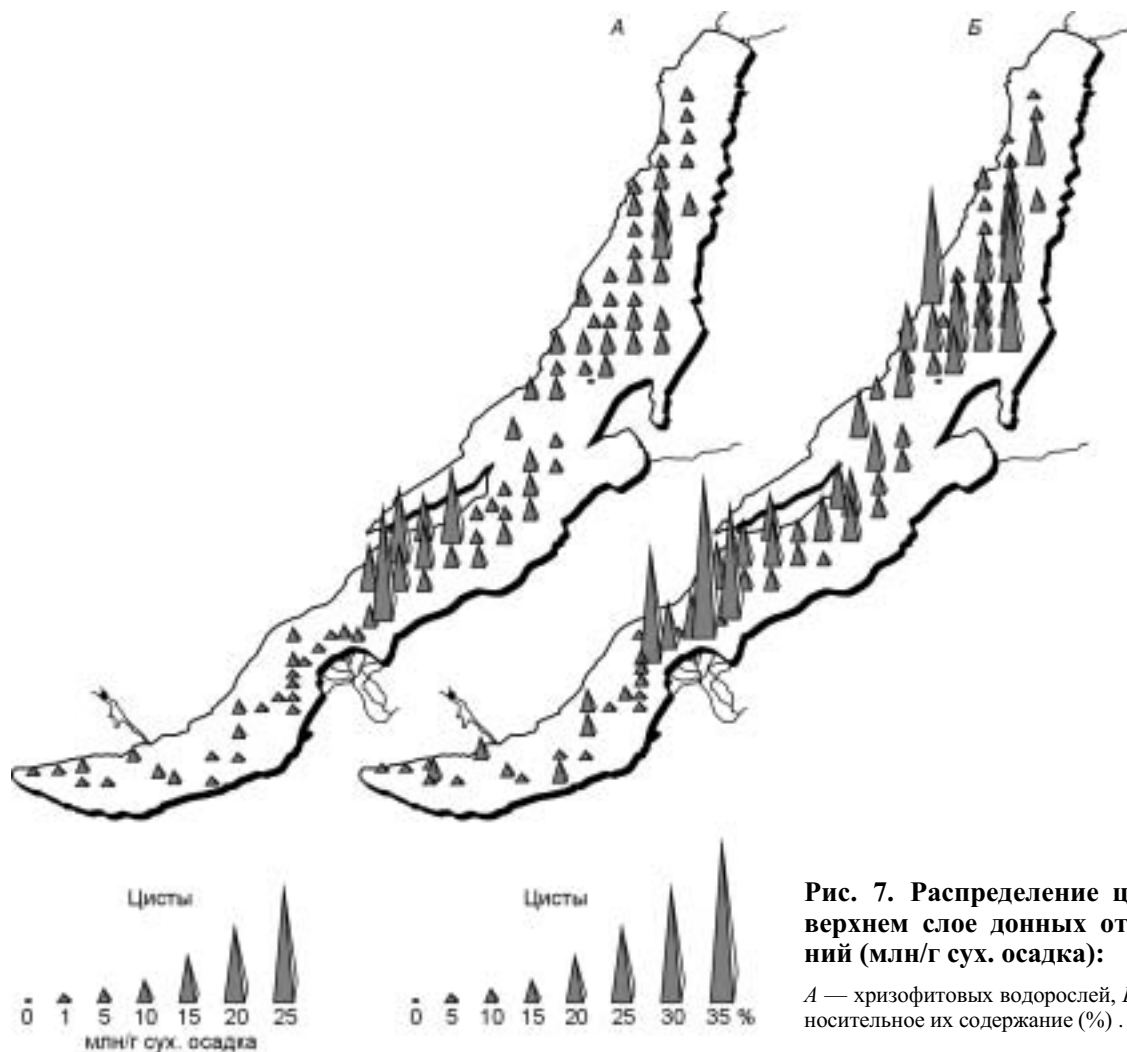 А
Б
Цисты
0 1 5 10 15 20 25
млн/г сух. осадка
Цисты
0 5 10 15 20 25 30 35 %
Рис. 7. Распределение ц
верхнем слое донных от
ний (млн/г сух. осадка):
А — хризофитовых водорослей,
носительное их содержание (%) .